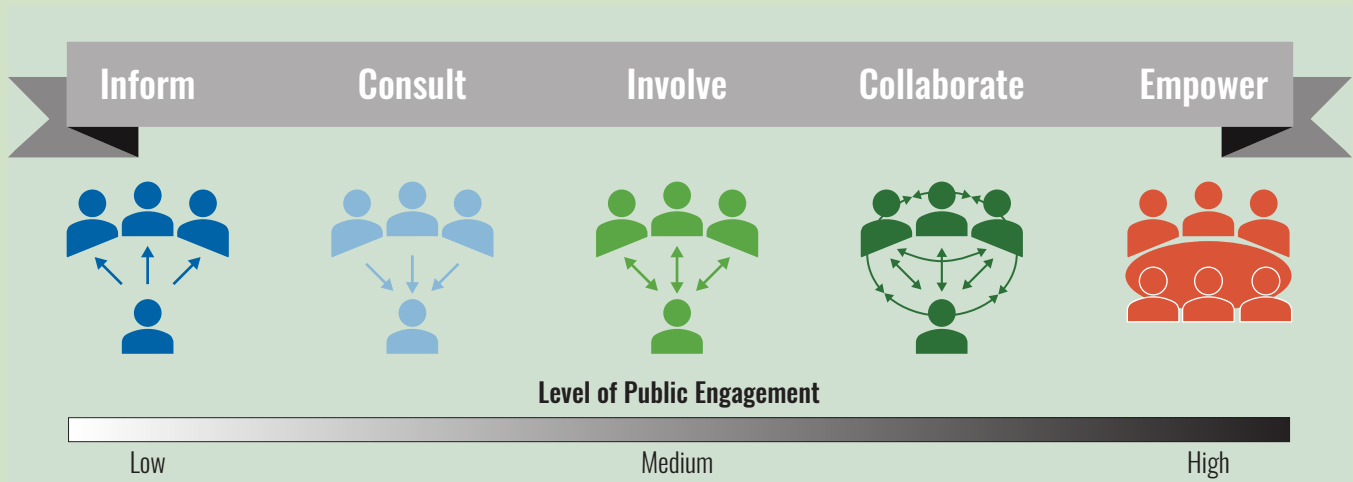 Inform Consult Involve Collaborate Empower
Level of Public Engagement
Low Medium High